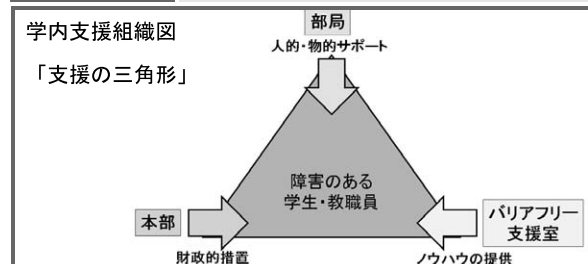 学内支援組織図
「支援の三角形」
部局
人的・物的サポート
障害のある
学生・教職員
本部
財政的措置
バリアフリー
支援室
ノウハウの提供